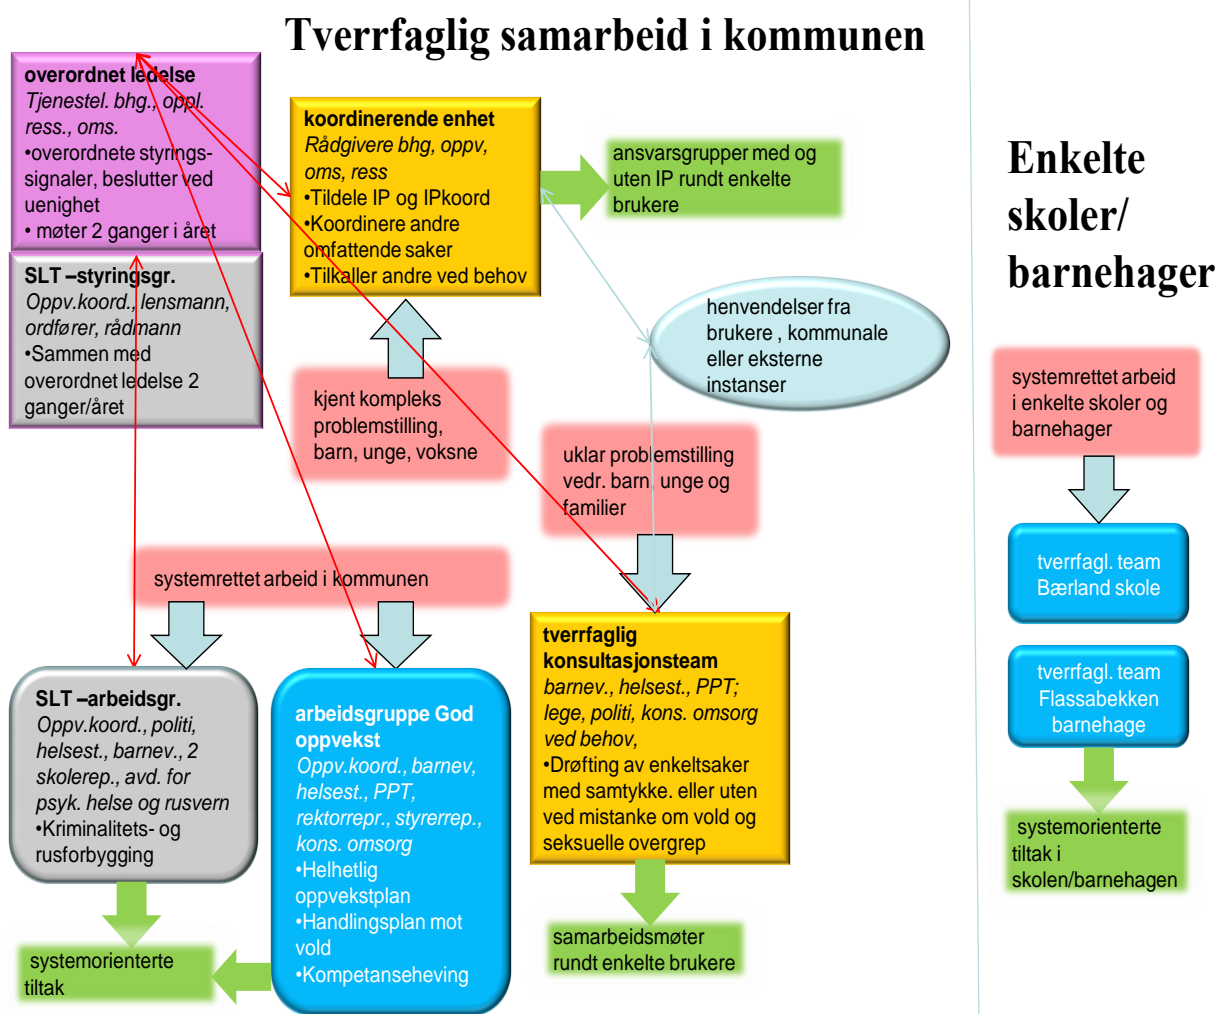 Tverrfaglig samarbeid i kommunen
overordnet ledelse
Tjenestel. bhg., oppl.
ress., oms.
•overordnete styrings-
signaler, beslutter ved
uenighet
• møter 2 ganger i året
SLT –styringsgr.
Oppv.koord., lensmann,
ordfører, rådmann
•Sammen med
overordnet ledelse 2
ganger/året
koordinerende enhet
Rådgivere bhg, oppv,
oms, ress
•Tildele IP og IPkoord
•Koordinere andre
omfattende saker
•Tilkaller andre ved behov
ansvarsgrupper med og
uten IP rundt enkelte
brukere
henvendelser fra
brukere , kommunale
eller eksterne
instanser
kjent kompleks
problemstilling,
barn, unge, voksne
uklar problemstilling
vedr. barn, unge og
familier
systemrettet arbeid i kommunen
SLT –arbeidsgr.
Oppv.koord., politi,
helsest., barnev., 2
skolerep., avd. for
psyk. helse og rusvern
•Kriminalitets- og
rusforbygging
arbeidsgruppe God
oppvekst
Oppv.koord., barnev,
helsest., PPT,
rektorrepr., styrerrep.,
kons. omsorg
•Helhetlig
oppvekstplan
•Handlingsplan mot
vold
•Kompetanseheving
tverrfaglig
konsultasjonsteam
barnev., helsest., PPT;
lege, politi, kons. omsorg
ved behov,
•Drøfting av enkeltsaker
med samtykke. eller uten
ved mistanke om vold og
seksuelle overgrep
systemorienterte
tiltak
samarbeidsmøter
rundt enkelte brukere
Enkelte
skoler/
barnehager
systemrettet arbeid
i enkelte skoler og
barnehager
tverrfagl. team
Bærland skole
tverrfagl. team
Flassabekken
barnehage
systemorienterte
tiltak i
skolen/barnehagen